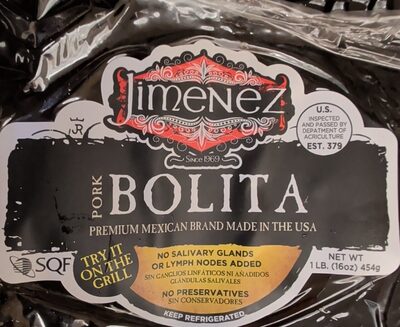 JR
Jimenez
Since 1969
U.S.
INSPECTED
AND PASSED BY
DEPATMENT OF
AGRICULTURE
EST. 379
PORK
BOLITA
PREMIUM MEXICAN BRAND MADE IN THE USA
SQF
TRY IT
ON THE
GRILL
NO SALIVARY GLANDS
OR LYMPH NODES ADDED
SIN GANGLIOS LINFÁTICOS NI AÑADIDOS
GLÁNDULAS SALIVALES
NO PRESERVATIVES
SIN CONSERVADORES
KEEP REFRIGERATED
NET WT
1 LB. (16oz) 454g